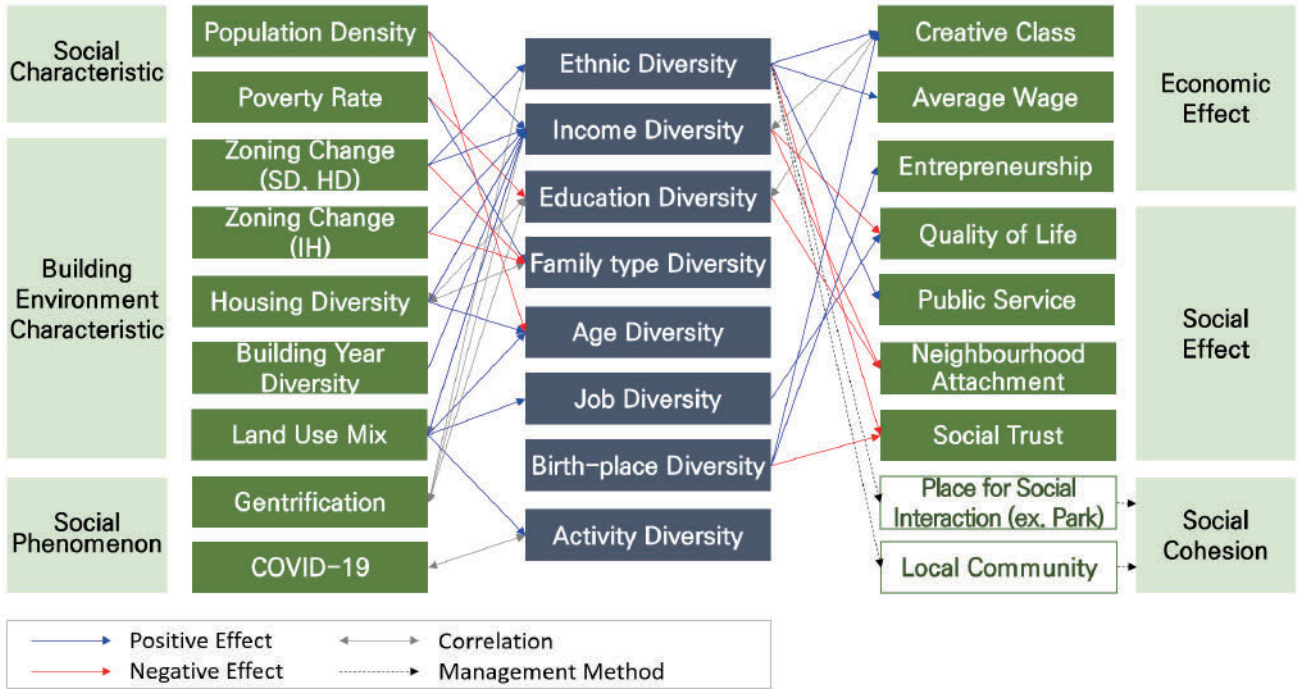 Social
Characteristic
Building
Environment
Characteristic
Social
Phenomenon
Population Density
Poverty Rate
Zoning Change
(SD, HD)
Zoning Change
(IH)
Housing Diversity
Building Year
Diversity
Land Use Mix
Gentrification
COVID-19
Ethnic Diversity
Income Diversity
Education Diversity
Family type Diversity
Age Diversity
Job Diversity
Birth-place Diversity
Activity Diversity
Creative Class
Average Wage
Entrepreneurship
Quality of Life
Public Service
Neighbourhood
Attachment
Social Trust
Place for Social
Interaction (ex. Park)
Local Community
Economic
Effect
Social
Effect
Social
Cohesion
Positive Effect
Negative Effect
Correlation
Management Method